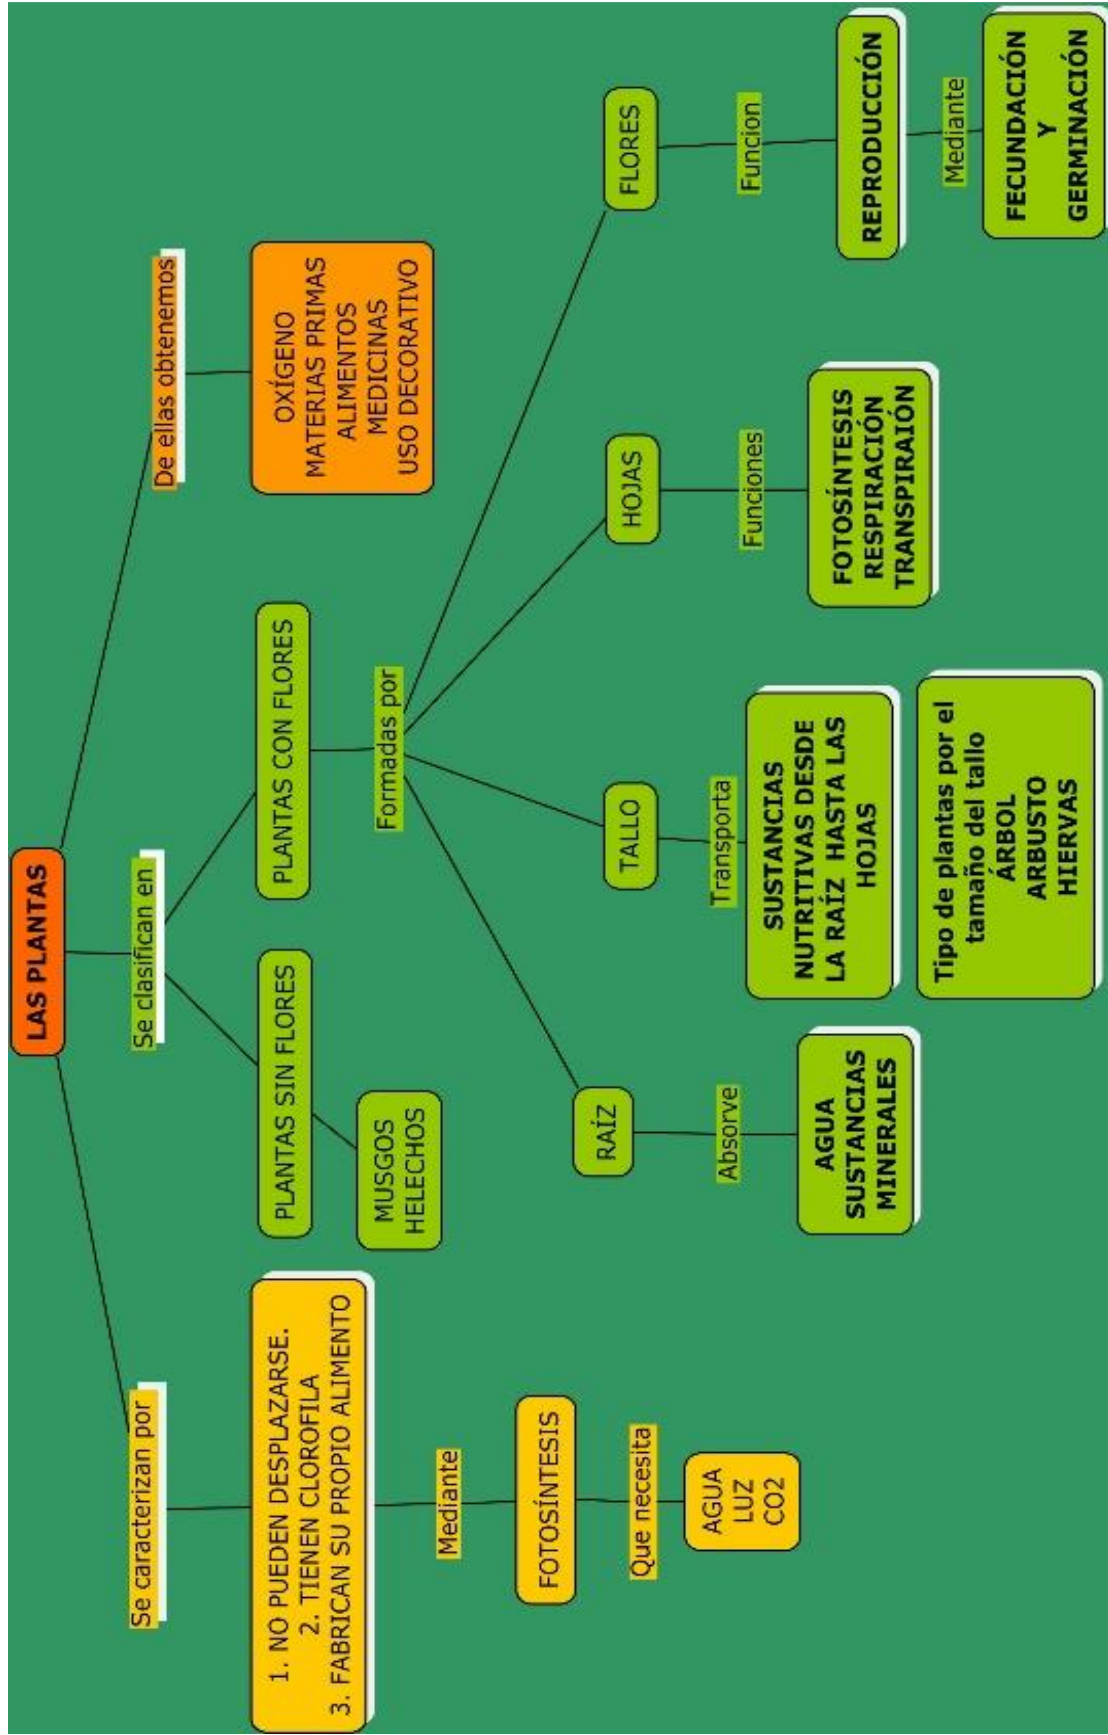 LAS PLANTAS
Se caracterizan por
Se clasifican en
De ellas obtenemos
1. NO PUEDEN DESPLAZARSE.
2. TIENEN CLOROFILA
3. FABRICAN SU PROPIO ALIMENTO
Mediante
FOTOSÍNTESIS
Que necesita
AGUA
LUZ
CO2
PLANTAS SIN FLORES
MUSGOS
HELECHOS
PLANTAS CON FLORES
Formadas por
RAÍZ
Absorve
AGUA
SUSTANCIAS
MINERALES
TALLO
Transporta
SUSTANCIAS
NUTRITIVAS DESDE
LA RAÍZ HASTA LAS
HOJAS
Tipo de plantas por el
tamaño del tallo
ÁRBOL
ARBUSTO
HIERVAS
HOJAS
Funciones
FOTOSÍNTESIS
RESPIRACIÓN
TRANSPIRAIÓN
FLORES
Funcion
REPRODUCCIÓN
Mediante
FECUNDACIÓN
Y
GERMINACIÓN
OXÍGENO
MATERIAS PRIMAS
ALIMENTOS
MEDICINAS
USO DECORATIVO